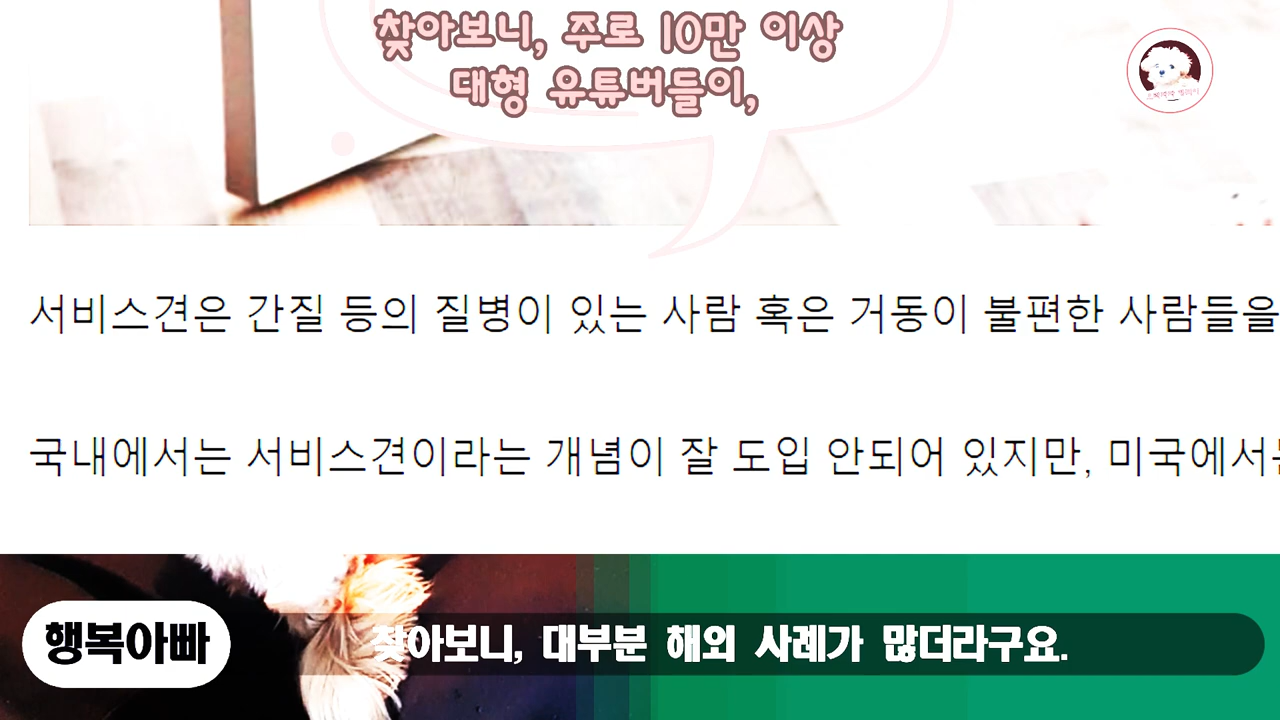 찾아보니, 주로 10만 이상
대형 유튜버들이,
서비스견은 간질 등의 질병이 있는 사람 혹은 거동이 불편한 사람들을
국내에서는 서비스견이라는 개념이 잘 도입 안되어 있지만, 미국에서는
행복아빠
찾아보니, 대부분 해외 사례가 많더라구요.